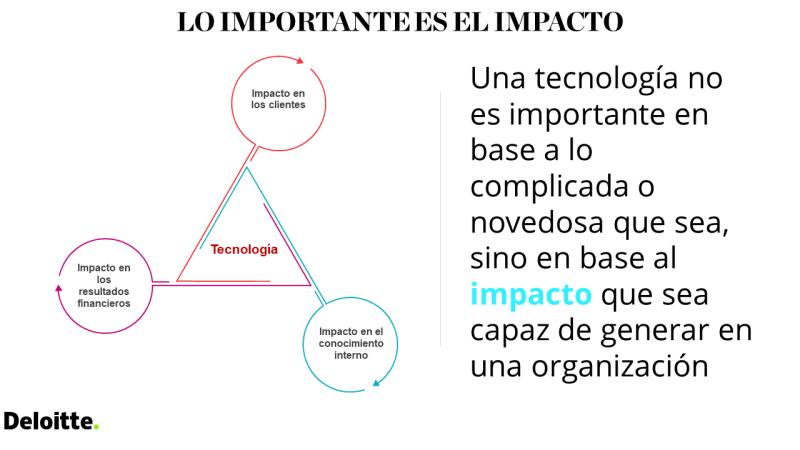 LO IMPORTANTE ES EL IMPACTO
Impacto en
los clientes
Tecnología
Impacto en
los
resultados
financieros
Impacto en el
conocimiento
interno
Una tecnología no
es importante en
base a lo
complicada o
novedosa que sea,
sino en base al
impacto que sea
capaz de generar en
una organización
Deloitte.